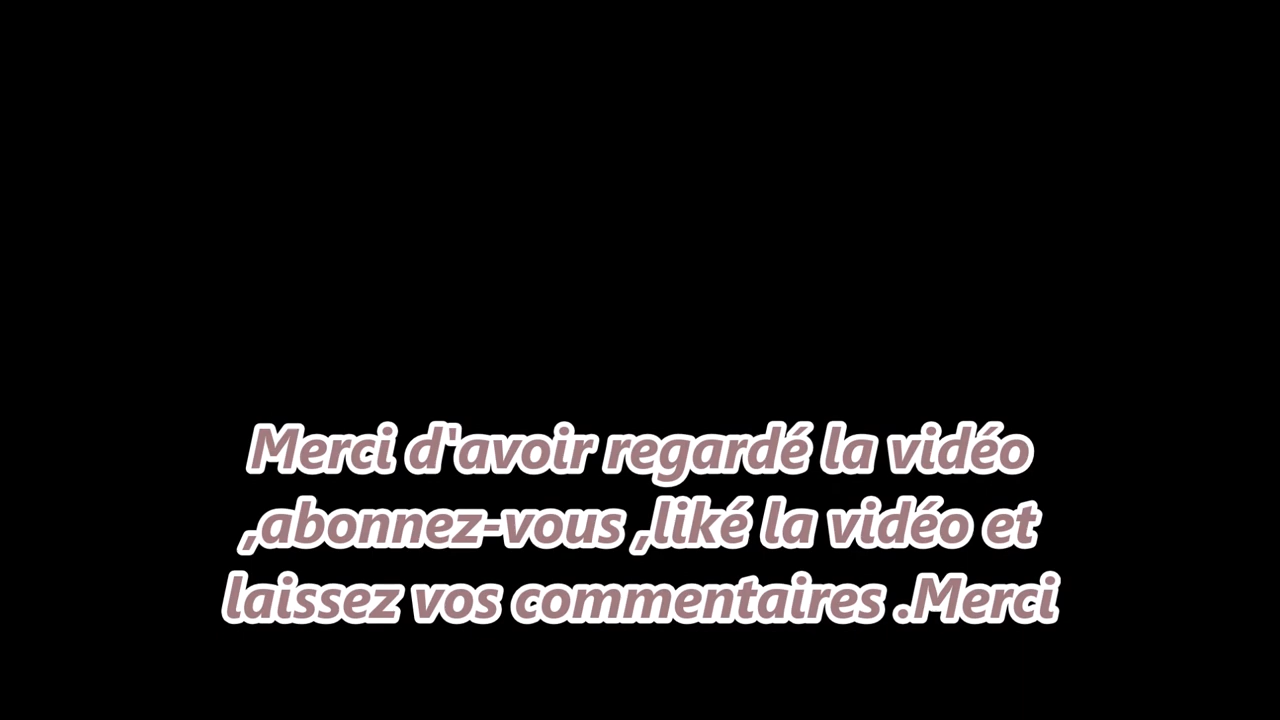 Merci d'avoir regardé la vidéo
,abonnez-vous ,liké la vidéo et
laissez vos commentaires .Merci